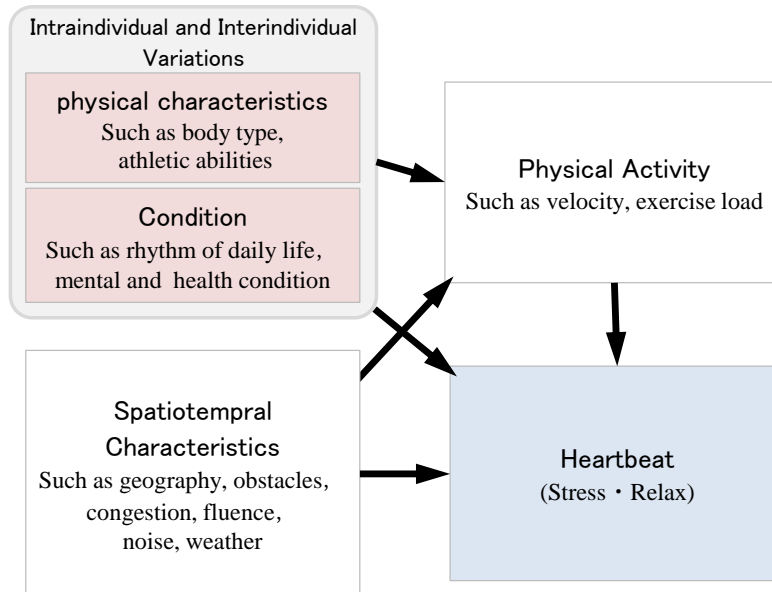 Intraindividual and Interindividual
Variations
physical characteristics
Such as body type,
athletic abilities
Condition
Such as rhythm of daily life,
mental and health condition
Physical Activity
Such as velocity, exercise load
Spatiotempral
Characteristics
Such as geography, obstacles,
congestion, fluence,
noise, weather
Heartbeat
(Stress・Relax)